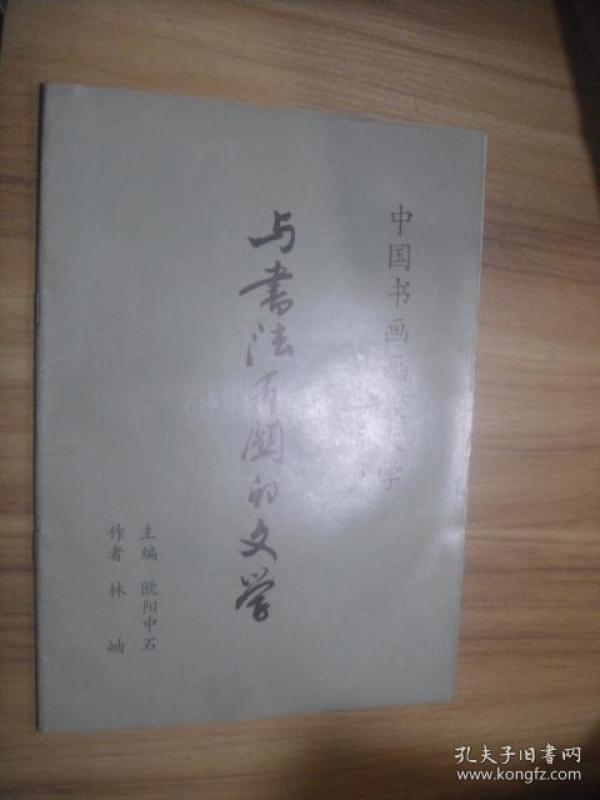 中国书画函授大学
与书法有関的文学
主编 欧阳中石
作者 林岫
孔夫子旧书网
www.kongfz.com